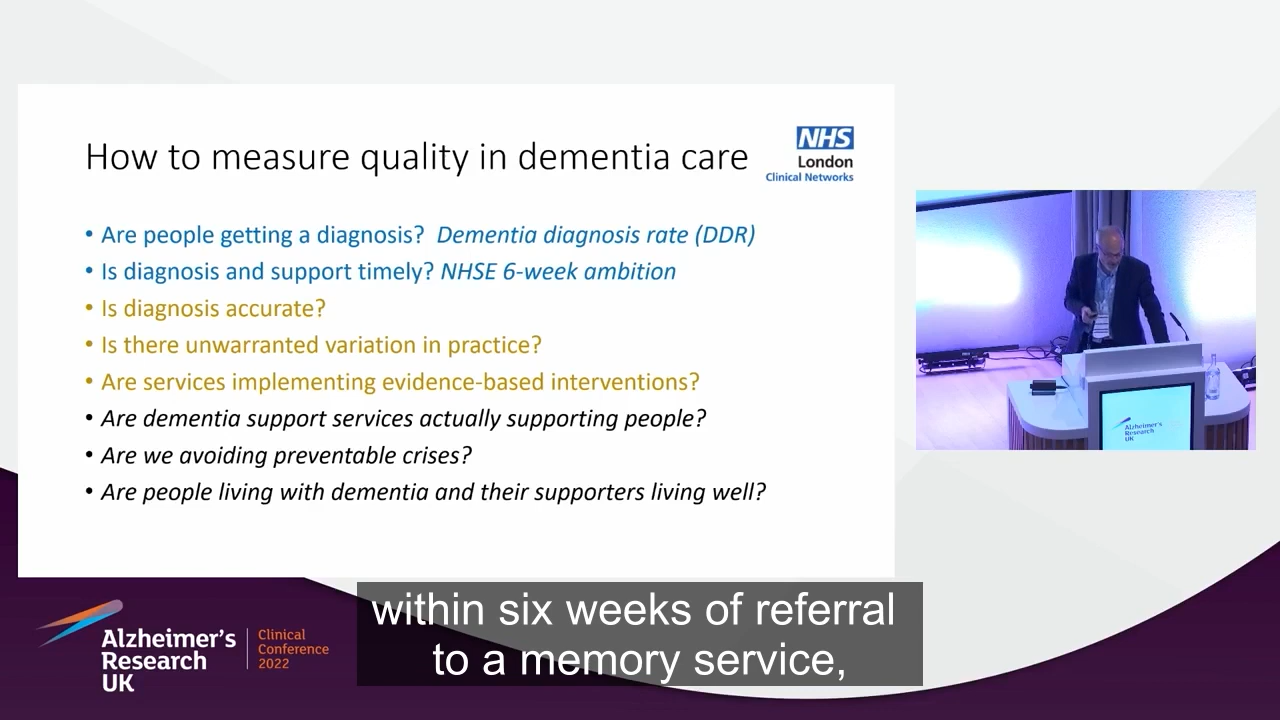 How to measure quality in dementia care
NHS
London
Clinical Networks
• Are people getting a diagnosis? Dementia diagnosis rate (DDR)
• Is diagnosis and support timely? NHSE 6-week ambition
• Is diagnosis accurate?
• Is there unwarranted variation in practice?
• Are services implementing evidence-based interventions?
• Are dementia support services actually supporting people?
• Are we avoiding preventable crises?
• Are people living with dementia and their supporters living well?
Alzheimer's
Research
UK
within six weeks of referral
to a memory service,
Alzheimer's
Research
UK
Clinical
Conference
2022